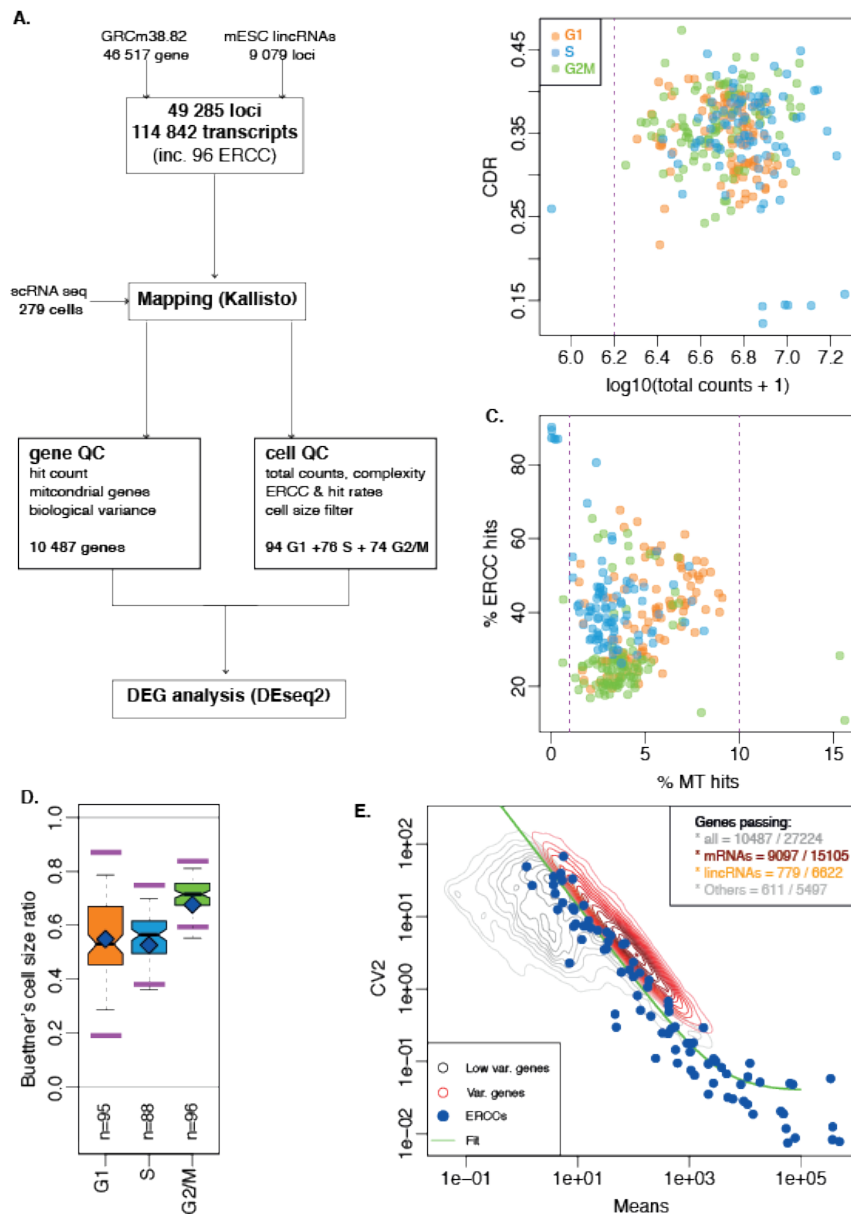 A.
GRCm38.82
46 517 gene
mESC lincRNAs
9 079 loci
49 285 loci
114 842 transcripts
(inc. 96 ERCC)
scRNA seq
279 cells
Mapping (Kallisto)
gene QC
hit count
mitcondrial genes
biological variance
10 487 genes
cell QC
total counts, complexity
ERCC & hit rates
cell size filter
94 G1 +76 S + 74 G2/M
DEG analysis (DEseq2)
G1
S
G2M
CDR
0.45
0.35
0.25
0.15
6.0 6.2 6.4 6.6 6.8 7.0 7.2
log10(total counts + 1)
C.
% ERCC hits
80
60
40
20
0 5 10 15
% MT hits
D.
Buettner's cell size ratio
1.0
0.8
0.6
0.4
0.2
0.0
n=95
n=88
n=96
G1
S
G2/M
E.
Genes passing:
* all = 10487 / 27224
* mRNAs = 9097 / 15105
* lincRNAs = 779 / 6622
* Others = 611 / 5497
CV2
1e+02
1e+01
1e+00
1e-01
1e-02
Low var. genes
Var. genes
ERCCs
Fit
1e-01 1e+01 1e+03 1e+05
Means